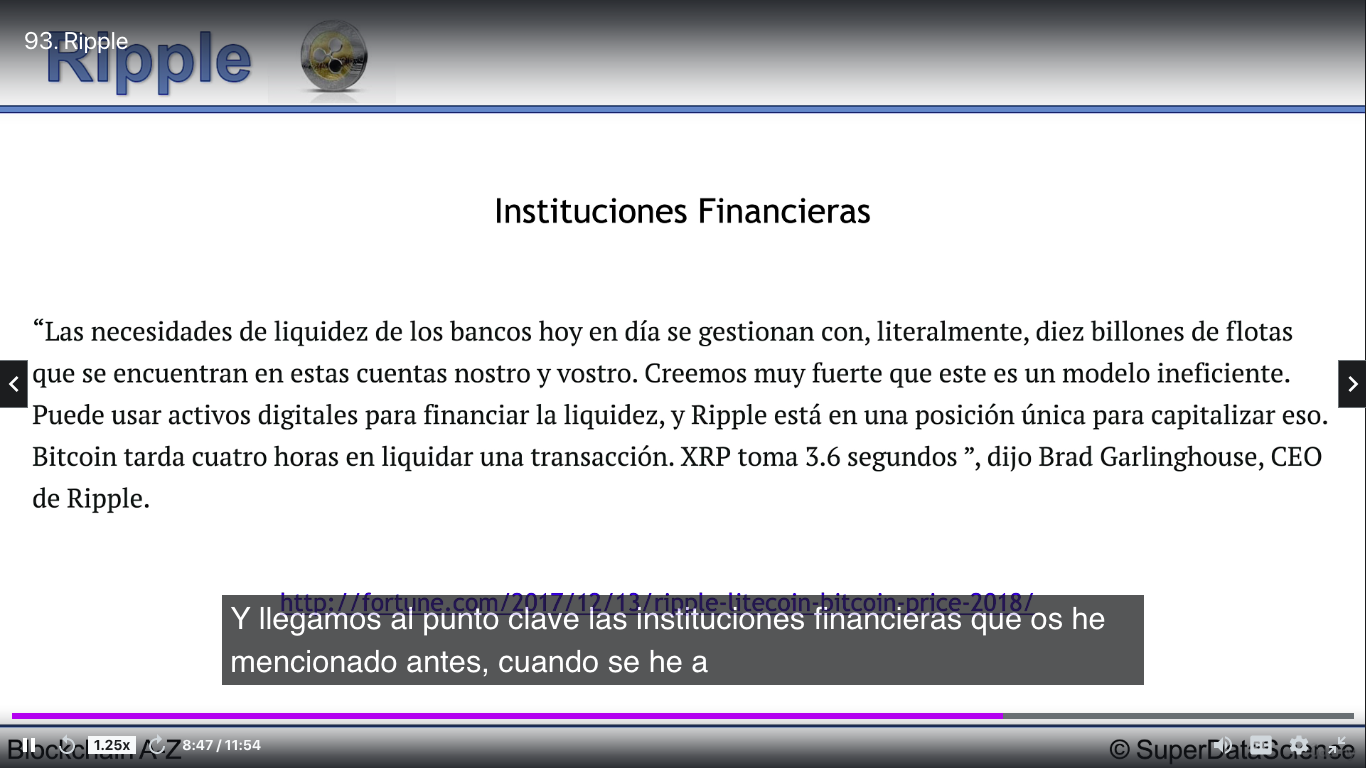 93. Ripple
Ripple
Instituciones Financieras
“Las necesidades de liquidez de los bancos hoy en día se gestionan con, literalmente, diez billones de flotas
que se encuentran en estas cuentas nostro y vostro. Creemos muy fuerte que este es un modelo ineficiente.
Puede usar activos digitales para financiar la liquidez, y Ripple está en una posición única para capitalizar eso.
Bitcoin tarda cuatro horas en liquidar una transacción. XRP toma 3.6 segundos ”, dijo Brad Garlinghouse, CEO
de Ripple.
http://fortune.com/2017/12/13/ripple-litecoin-bitcoin-price-2018/
Y llegamos al punto clave las instituciones financieras que os he
mencionado antes, cuando se he a
Blockchain A-Z
1.25x
8:47 / 11:54
CC
© SuperDataScience